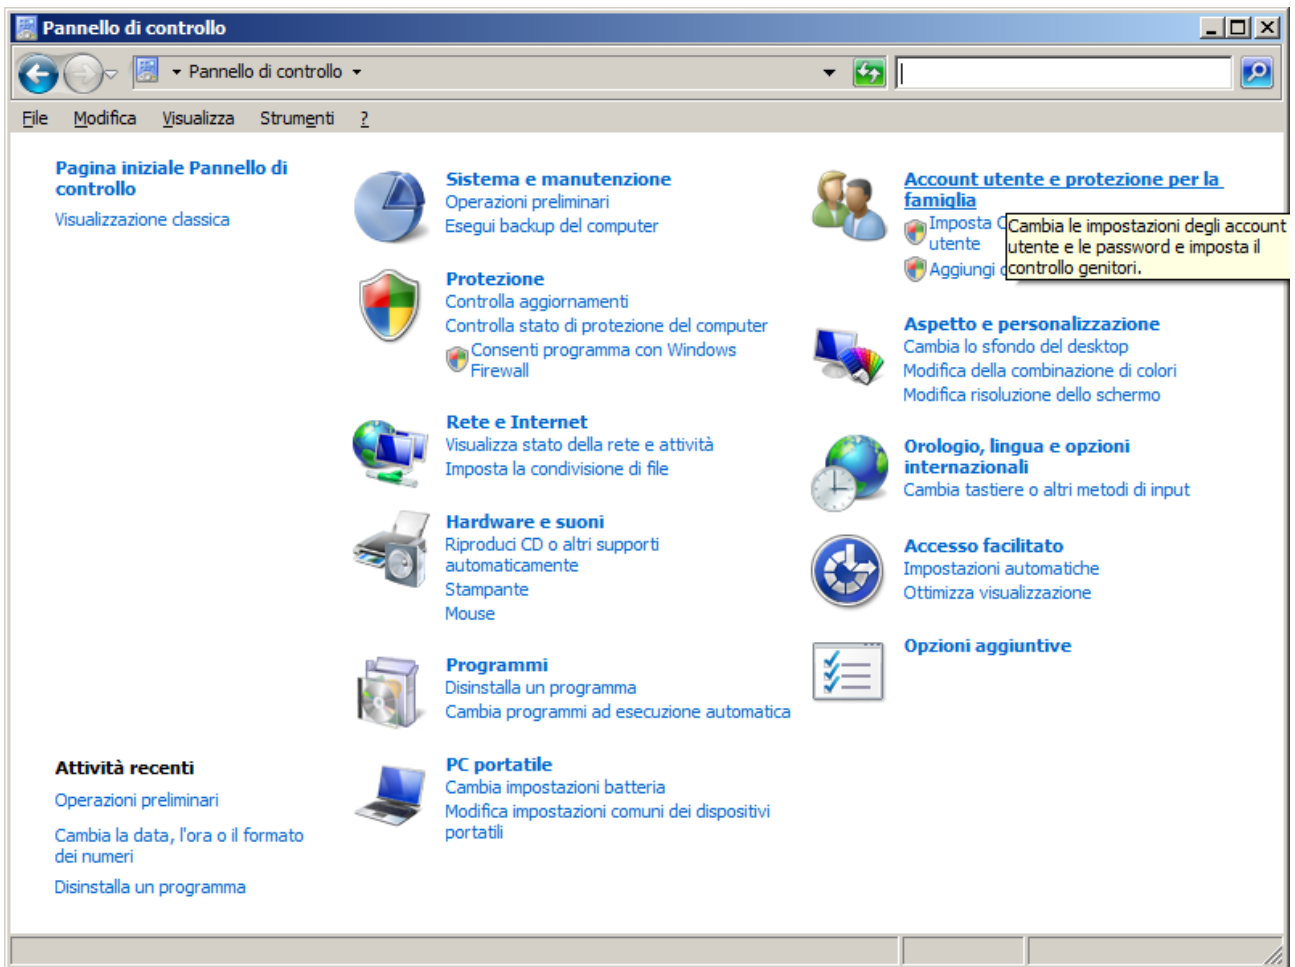 Pannello di controllo
Pannello di controllo
File Modifica Visualizza Strumenti ?
Pagina iniziale Pannello di
controllo
Visualizzazione classica
Sistema e manutenzione
Operazioni preliminari
Esegui backup del computer
Protezione
Controlla aggiornamenti
Controlla stato di protezione del computer
Consenti programma con Windows
Firewall
Rete e Internet
Visualizza stato della rete e attività
Imposta la condivisione di file
Hardware e suoni
Riproduci CD o altri supporti
automaticamente
Stampante
Mouse
Programmi
Disinstalla un programma
Cambia programmi ad esecuzione automatica
PC portatile
Cambia impostazioni batteria
Modifica impostazioni comuni dei dispositivi
portatili
Account utente e protezione per la
famiglia
Imposta
utente
Aggiungi
Cambia le impostazioni degli account
utente e le password e imposta il
controllo genitori.
Aspetto e personalizzazione
Cambia lo sfondo del desktop
Modifica della combinazione di colori
Modifica risoluzione dello schermo
Orologio, lingua e opzioni
internazionali
Cambia tastiere o altri metodi di input
Accesso facilitato
Impostazioni automatiche
Ottimizza visualizzazione
Opzioni aggiuntive
Attività recenti
Operazioni preliminari
Cambia la data, l'ora o il formato
dei numeri
Disinstalla un programma